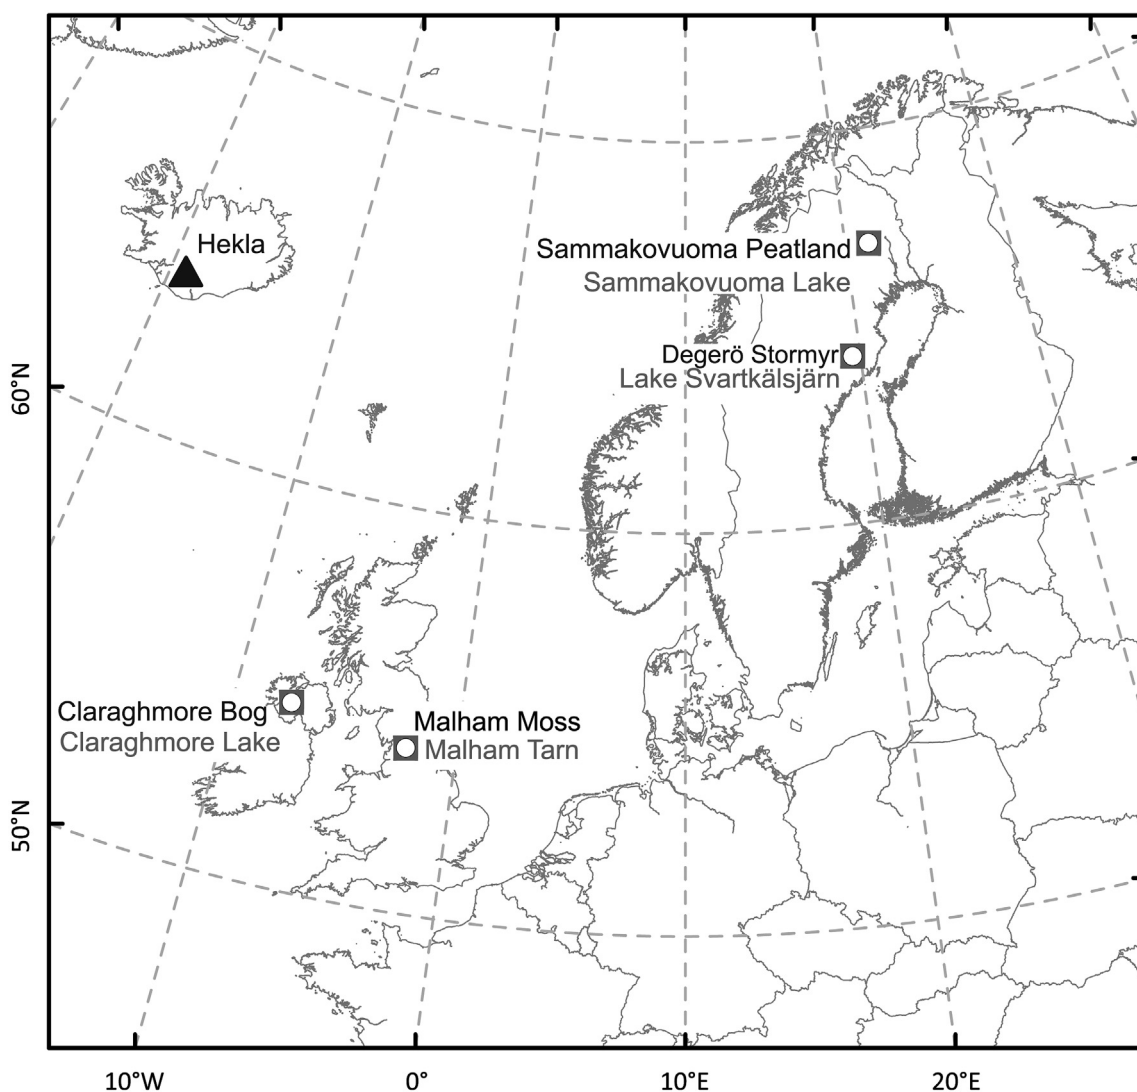 Hekla
Sammakovuoma Peatland
Sammakovuoma Lake
Degerö Stormyr
Lake Svartkälsjärn
60°N
Claraghmore Bog
Claraghmore Lake
Malham Moss
Malham Tarn
50°N
10°W
0°
10°E
20°E